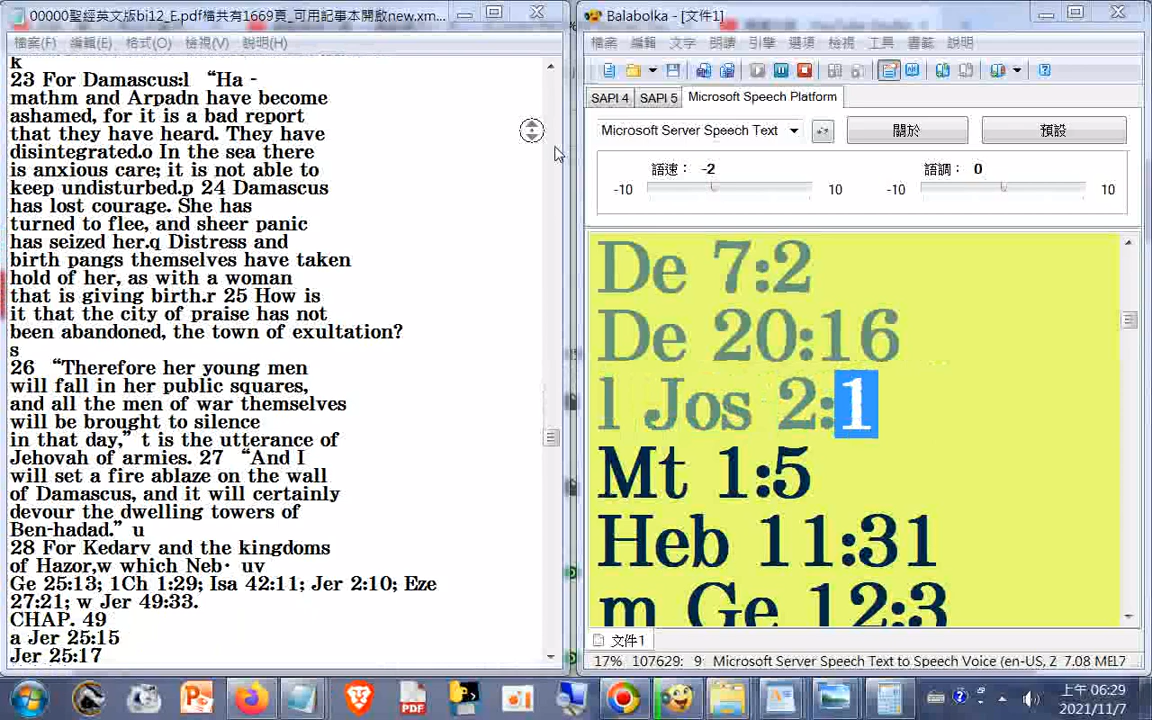 00000聖經英文版bi12_E.pdf檔共有1669頁_可用記事本開啟new.xm...
檔案(F) 編輯(E) 格式(O) 檢視(V) 說明(H)
k
23 For Damascus:l “Ha -
mathm and Arpadn have become
ashamed, for it is a bad report
that they have heard. They have
disintegrated.o In the sea there
is anxious care; it is not able to
keep undisturbed.p 24 Damascus
has lost courage. She has
turned to flee, and sheer panic
has seized her.q Distress and
birth pangs themselves have taken
hold of her, as with a woman
that is giving birth.r 25 How is
it that the city of praise has not
been abandoned, the town of exultation?
s
26 “Therefore her young men
will fall in her public squares,
and all the men of war themselves
will be brought to silence
in that day,” t is the utterance of
Jehovah of armies. 27 “And I
will set a fire ablaze on the wall
of Damascus, and it will certainly
devour the dwelling towers of
Ben-hadad.” u
28 For Kedarv and the kingdoms
of Hazor,w which Neb· uv
Ge 25:13; 1Ch 1:29; Isa 42:11; Jer 2:10; Eze
27:21; w Jer 49:33.
CHAP. 49
a Jer 25:15
Jer 25:17
Balabolka - [文件1]
檔案 編輯 文字 朗讀 引擎 選項 檢視 工具 書籤 說明
SAPI 4 SAPI 5 Microsoft Speech Platform
Microsoft Server Speech Text 關於 預設
語速: -2 語調: 0
-10 10 -10 10
De 7:2
De 20:16
l Jos 2:1
Mt 1:5
Heb 11:31
m Ge 12:3
文件1
17% 107629: 9 Microsoft Server Speech Text to Speech Voice (en-US, Z 7.08 ME
上午 06:29
2021/11/7